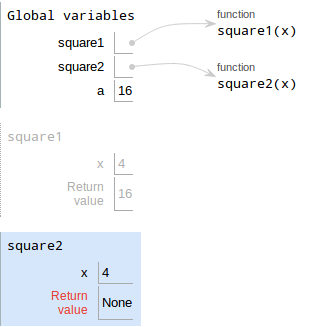 Global variables
square1
function
square1(x)
square2
function
square2(x)
a 16
square1
x 4
Return
value 16
square2
x 4
Return
value None